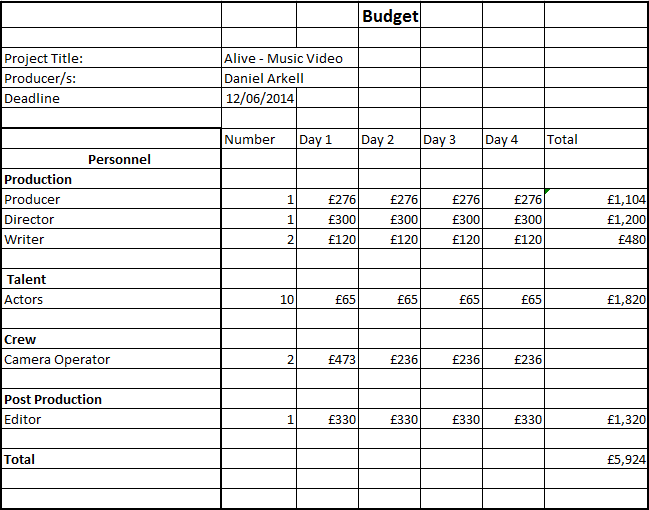 Budget
Project Title: Alive - Music Video
Producer/s: Daniel Arkell
Deadline 12/06/2014
Number Day 1 Day 2 Day 3 Day 4 Total
Personnel
Production
Producer 1 £276 £276 £276 £276 £1,104
Director 1 £300 £300 £300 £300 £1,200
Writer 2 £120 £120 £120 £120 £480
Talent
Actors 10 £65 £65 £65 £65 £1,820
Crew
Camera Operator 2 £473 £236 £236 £236
Post Production
Editor 1 £330 £330 £330 £330 £1,320
Total £5,924